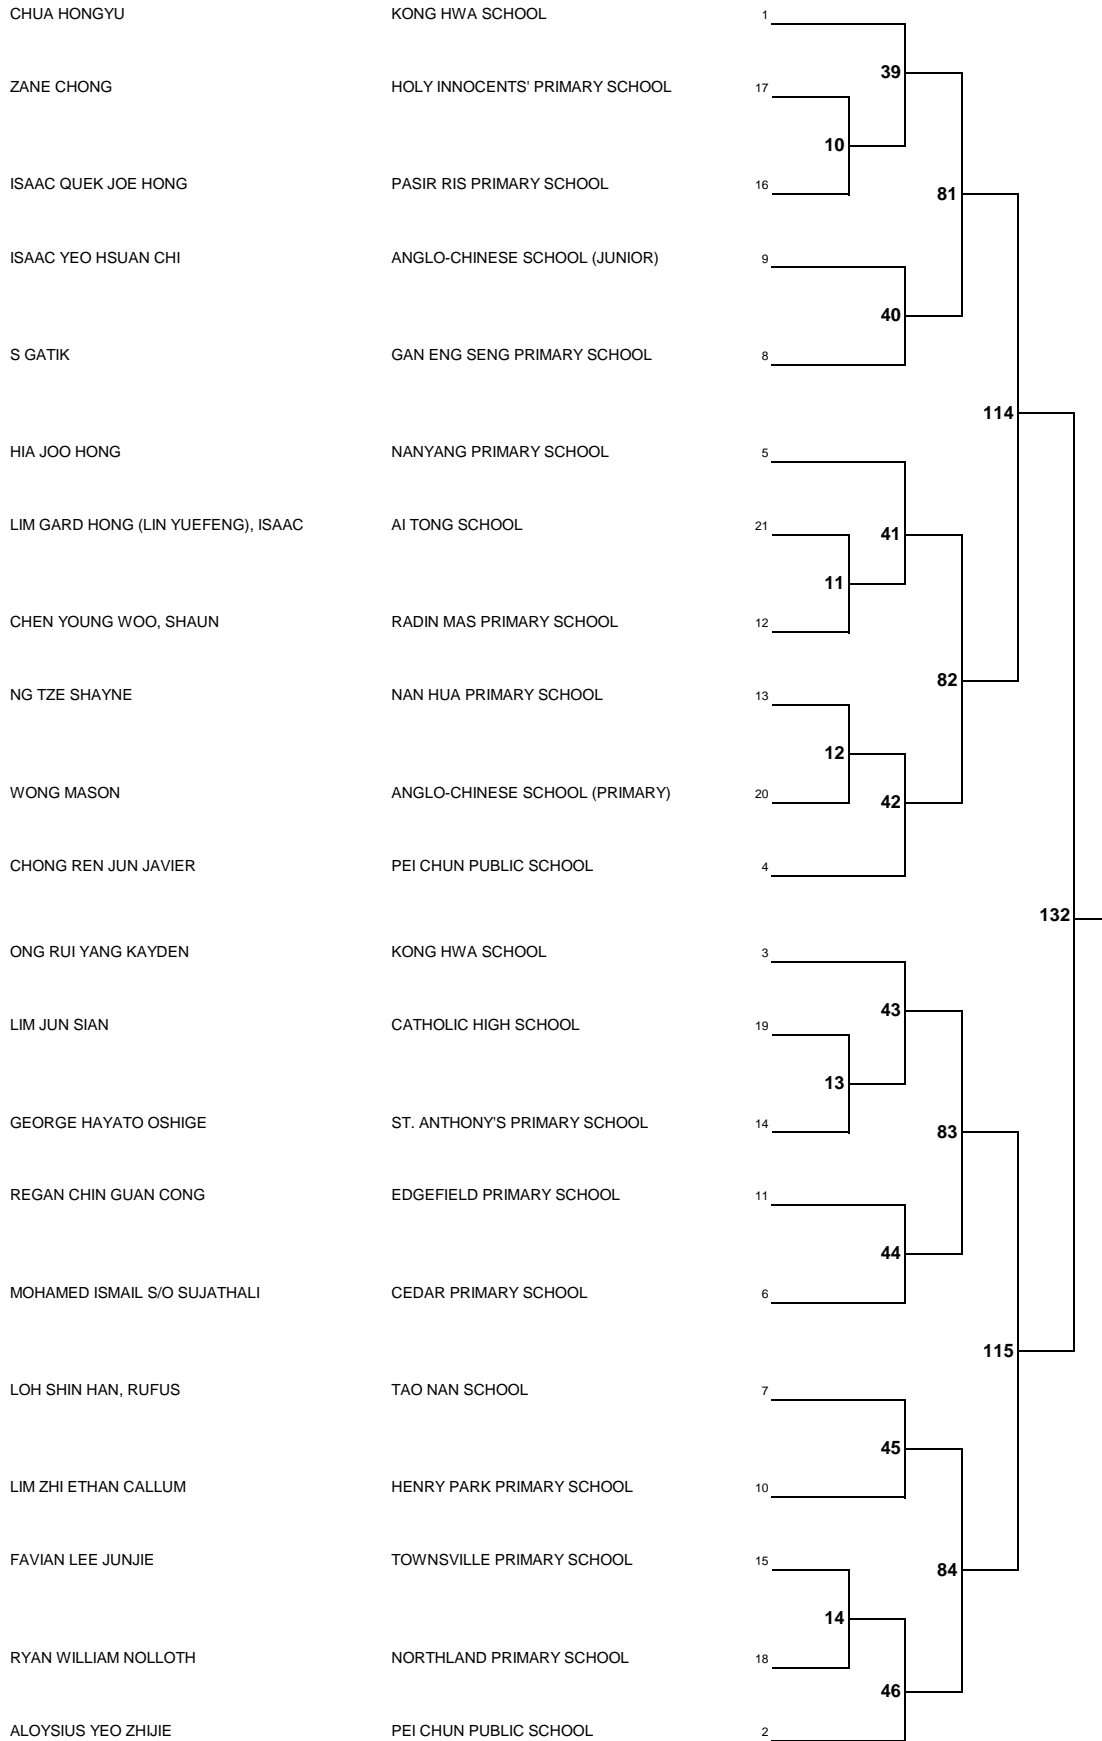 CHUA HONGYU KONG HWA SCHOOL 1
39
ZANE CHONG HOLY INNOCENTS' PRIMARY SCHOOL 17
10
ISAAC QUEK JOE HONG PASIR RIS PRIMARY SCHOOL 16
81
ISAAC YEO HSUAN CHI ANGLO-CHINESE SCHOOL (JUNIOR) 9
40
S GATIK GAN ENG SENG PRIMARY SCHOOL 8
114
HIA JOO HONG NANYANG PRIMARY SCHOOL 5
LIM GARD HONG (LIN YUEFENG), ISAAC AI TONG SCHOOL 21
41
11
CHEN YOUNG WOO, SHAUN RADIN MAS PRIMARY SCHOOL 12
82
NG TZE SHAYNE NAN HUA PRIMARY SCHOOL 13
12
WONG MASON ANGLO-CHINESE SCHOOL (PRIMARY) 20
42
CHONG REN JUN JAVIER PEI CHUN PUBLIC SCHOOL 4
132
ONG RUI YANG KAYDEN KONG HWA SCHOOL 3
43
LIM JUN SIAN CATHOLIC HIGH SCHOOL 19
13
GEORGE HAYATO OSHIGE ST. ANTHONY'S PRIMARY SCHOOL 14
83
REGAN CHIN GUAN CONG EDGEFIELD PRIMARY SCHOOL 11
44
MOHAMED ISMAIL S/O SUJATHALI CEDAR PRIMARY SCHOOL 6
115
LOH SHIN HAN, RUFUS TAO NAN SCHOOL 7
45
LIM ZHI ETHAN CALLUM HENRY PARK PRIMARY SCHOOL 10
FAVIAN LEE JUNJIE TOWNSVILLE PRIMARY SCHOOL 15
84
14
RYAN WILLIAM NOLLOTH NORTHLAND PRIMARY SCHOOL 18
46
ALOYSIUS YEO ZHIJIE PEI CHUN PUBLIC SCHOOL 2